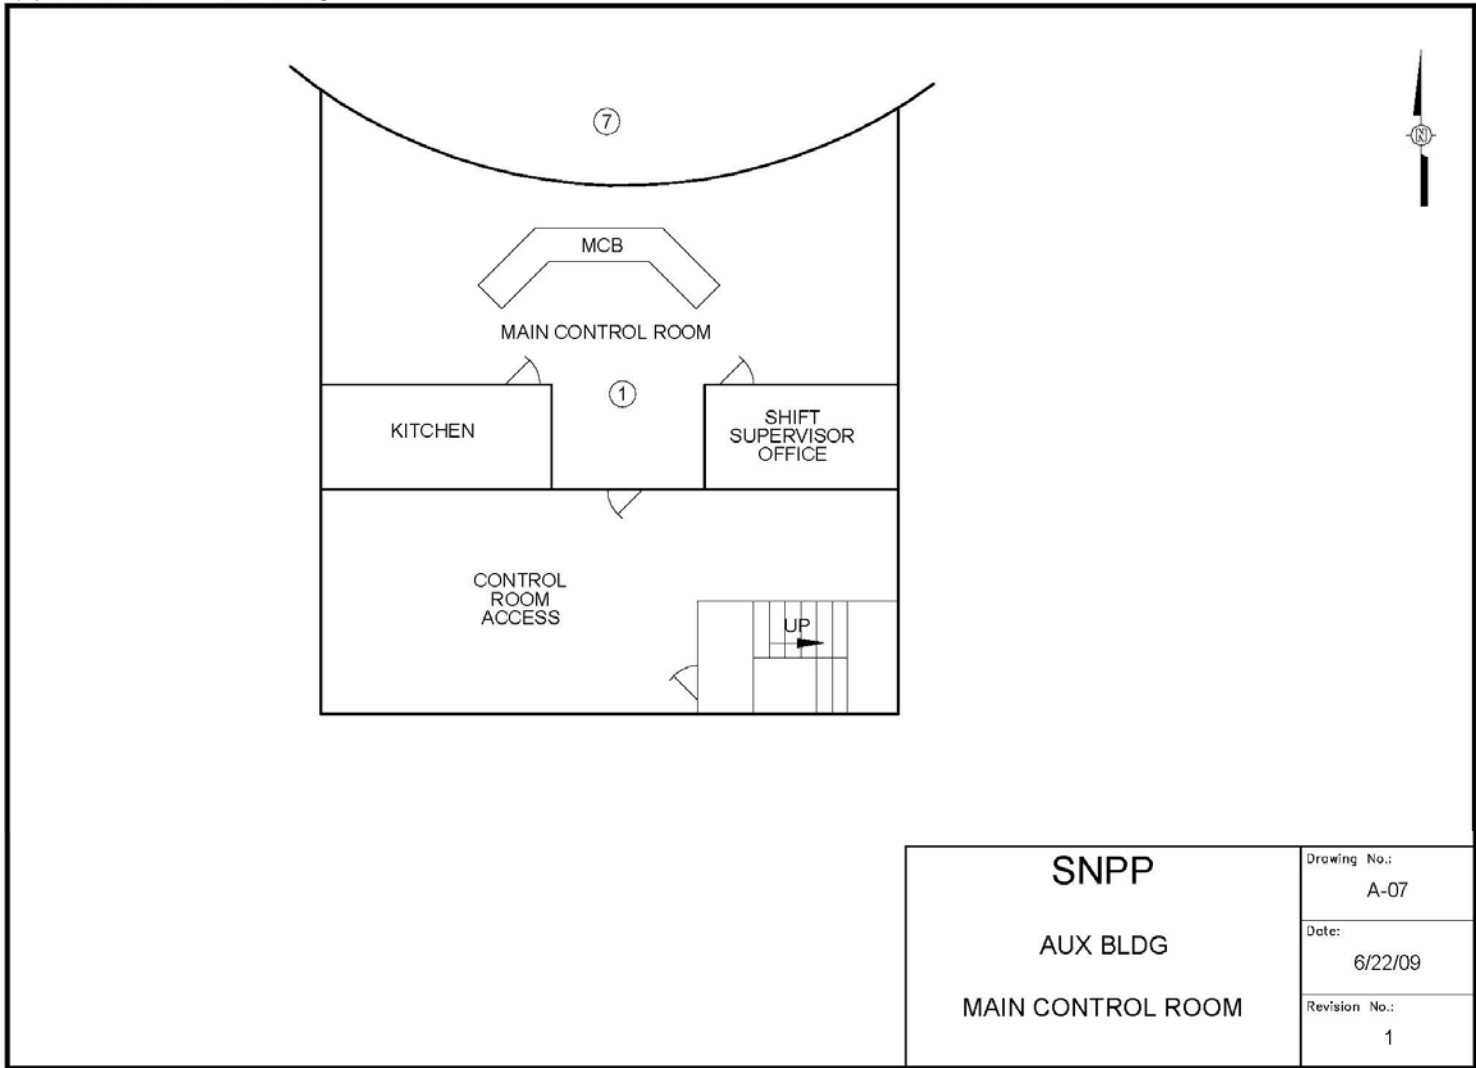 7
N
MCB
MAIN CONTROL ROOM
1
KITCHEN
SHIFT
SUPERVISOR
OFFICE
CONTROL
ROOM
ACCESS
UP
SNPP
AUX BLDG
MAIN CONTROL ROOM
Drawing No.:
A-07
Date:
6/22/09
Revision No.:
1